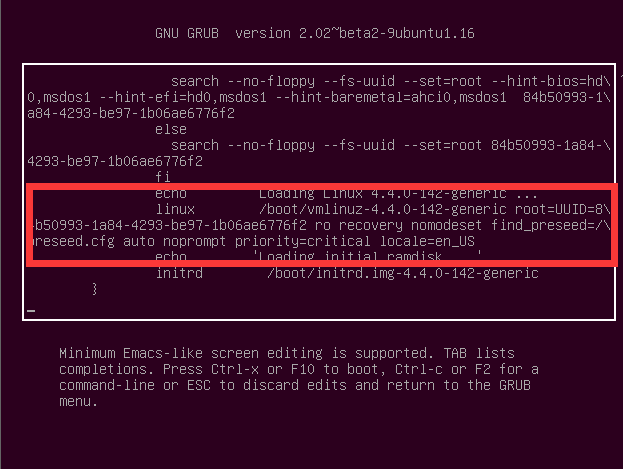 GNU GRUB  version 2.02~beta2-9ubuntu1.16
search --no-floppy --fs-uuid --set=root --hint-bios=hd\
0,msdos1 --hint-efi=hd0,msdos1 --hint-baremetal=ahci0,msdos1  84b50993-1\
a84-4293-be97-1b06ae6776f2
else
search --no-floppy --fs-uuid --set=root 84b50993-1a84-\
4293-be97-1b06ae6776f2
fi
echo        'Loading Linux 4.4.0-142-generic ...
linux        /boot/vmlinuz-4.4.0-142-generic root=UUID=8\
4b50993-1a84-4293-be97-1b06ae6776f2 ro recovery nomodeset find_preseed=/\
preseed.cfg auto noprompt priority=critical locale=en_US
echo        'Loading initial ramdisk ...'
initrd        /boot/initrd.img-4.4.0-142-generic
}
Minimum Emacs-like screen editing is supported. TAB lists
completions. Press Ctrl-x or F10 to boot, Ctrl-c or F2 for a
command-line or ESC to discard edits and return to the GRUB
menu.